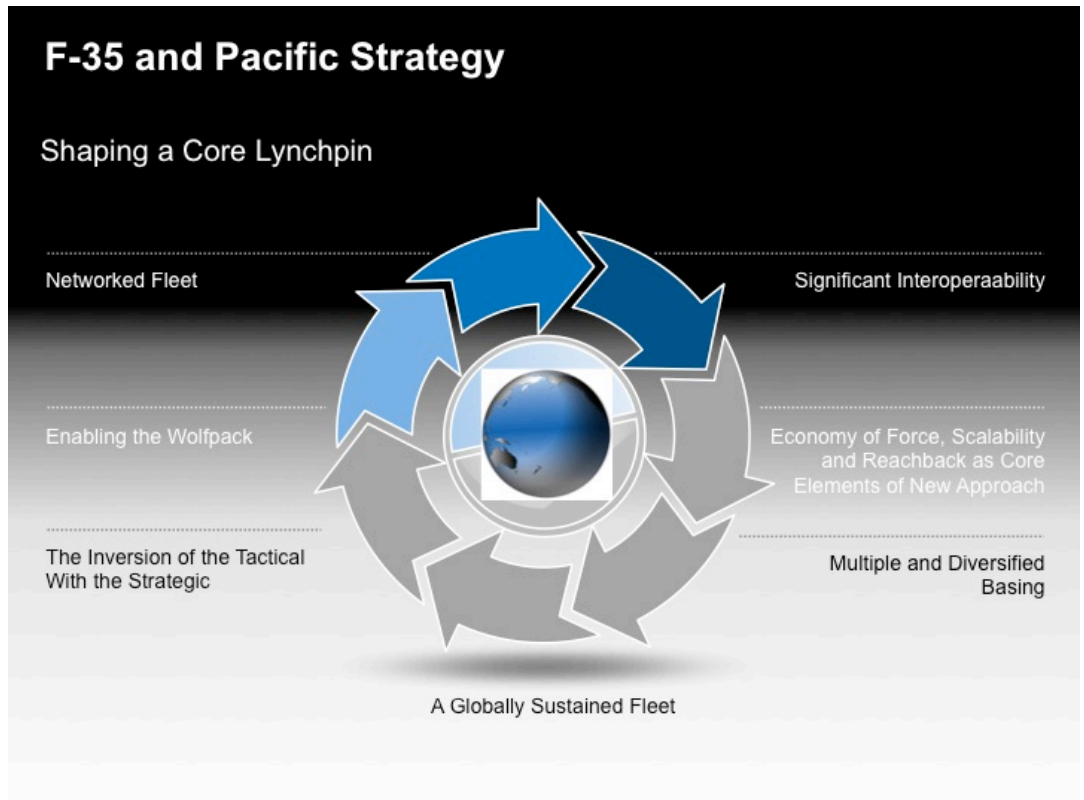 F-35 and Pacific Strategy
Shaping a Core Lynchpin
Networked Fleet
Significant Interoperaability
Enabling the Wolfpack
Economy of Force, Scalability
and Reachback as Core
Elements of New Approach
The Inversion of the Tactical
With the Strategic
Multiple and Diversified
Basing
A Globally Sustained Fleet